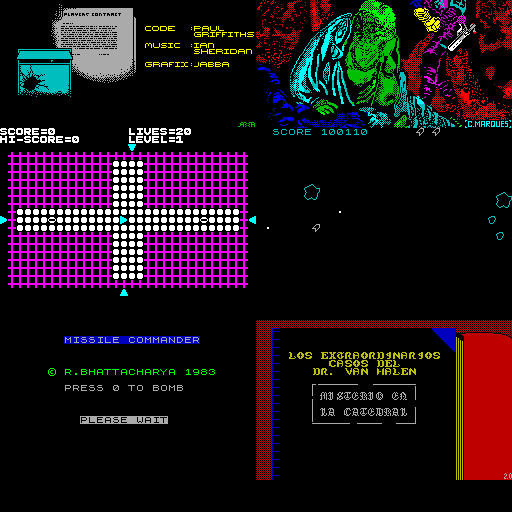 PLAYERS CONTRACT
CODE :PAUL
GRIFFITHS
MUSIC :IAN
SHERIDAN
GRAFIX:JABBA
C.MARQUES
SCORE=0 LIVES=20
HI-SCORE=0 LEVEL=1
SCORE 100110
MISSILE COMMANDER
© R.BHATTACHARYA 1983
PRESS 0 TO BOMB
PLEASE WAIT
LOS EXTRAORDINARIOS
CASOS DEL
DR. VAN HALEN
MISTERIO EN
LA CATEDRAL
2.0